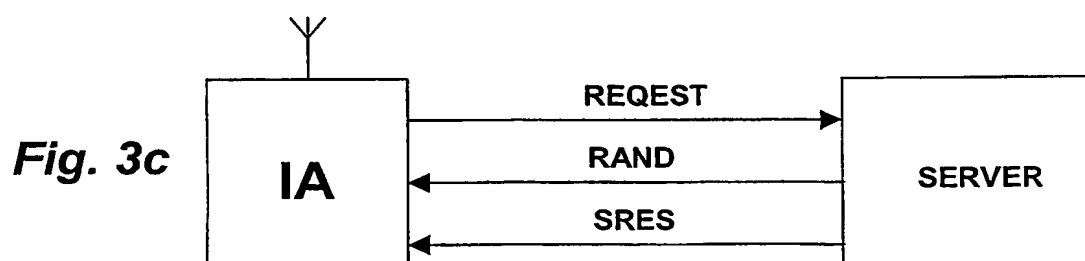 REQEST
Fig. 3c
IA
RAND
SERVER
SRES